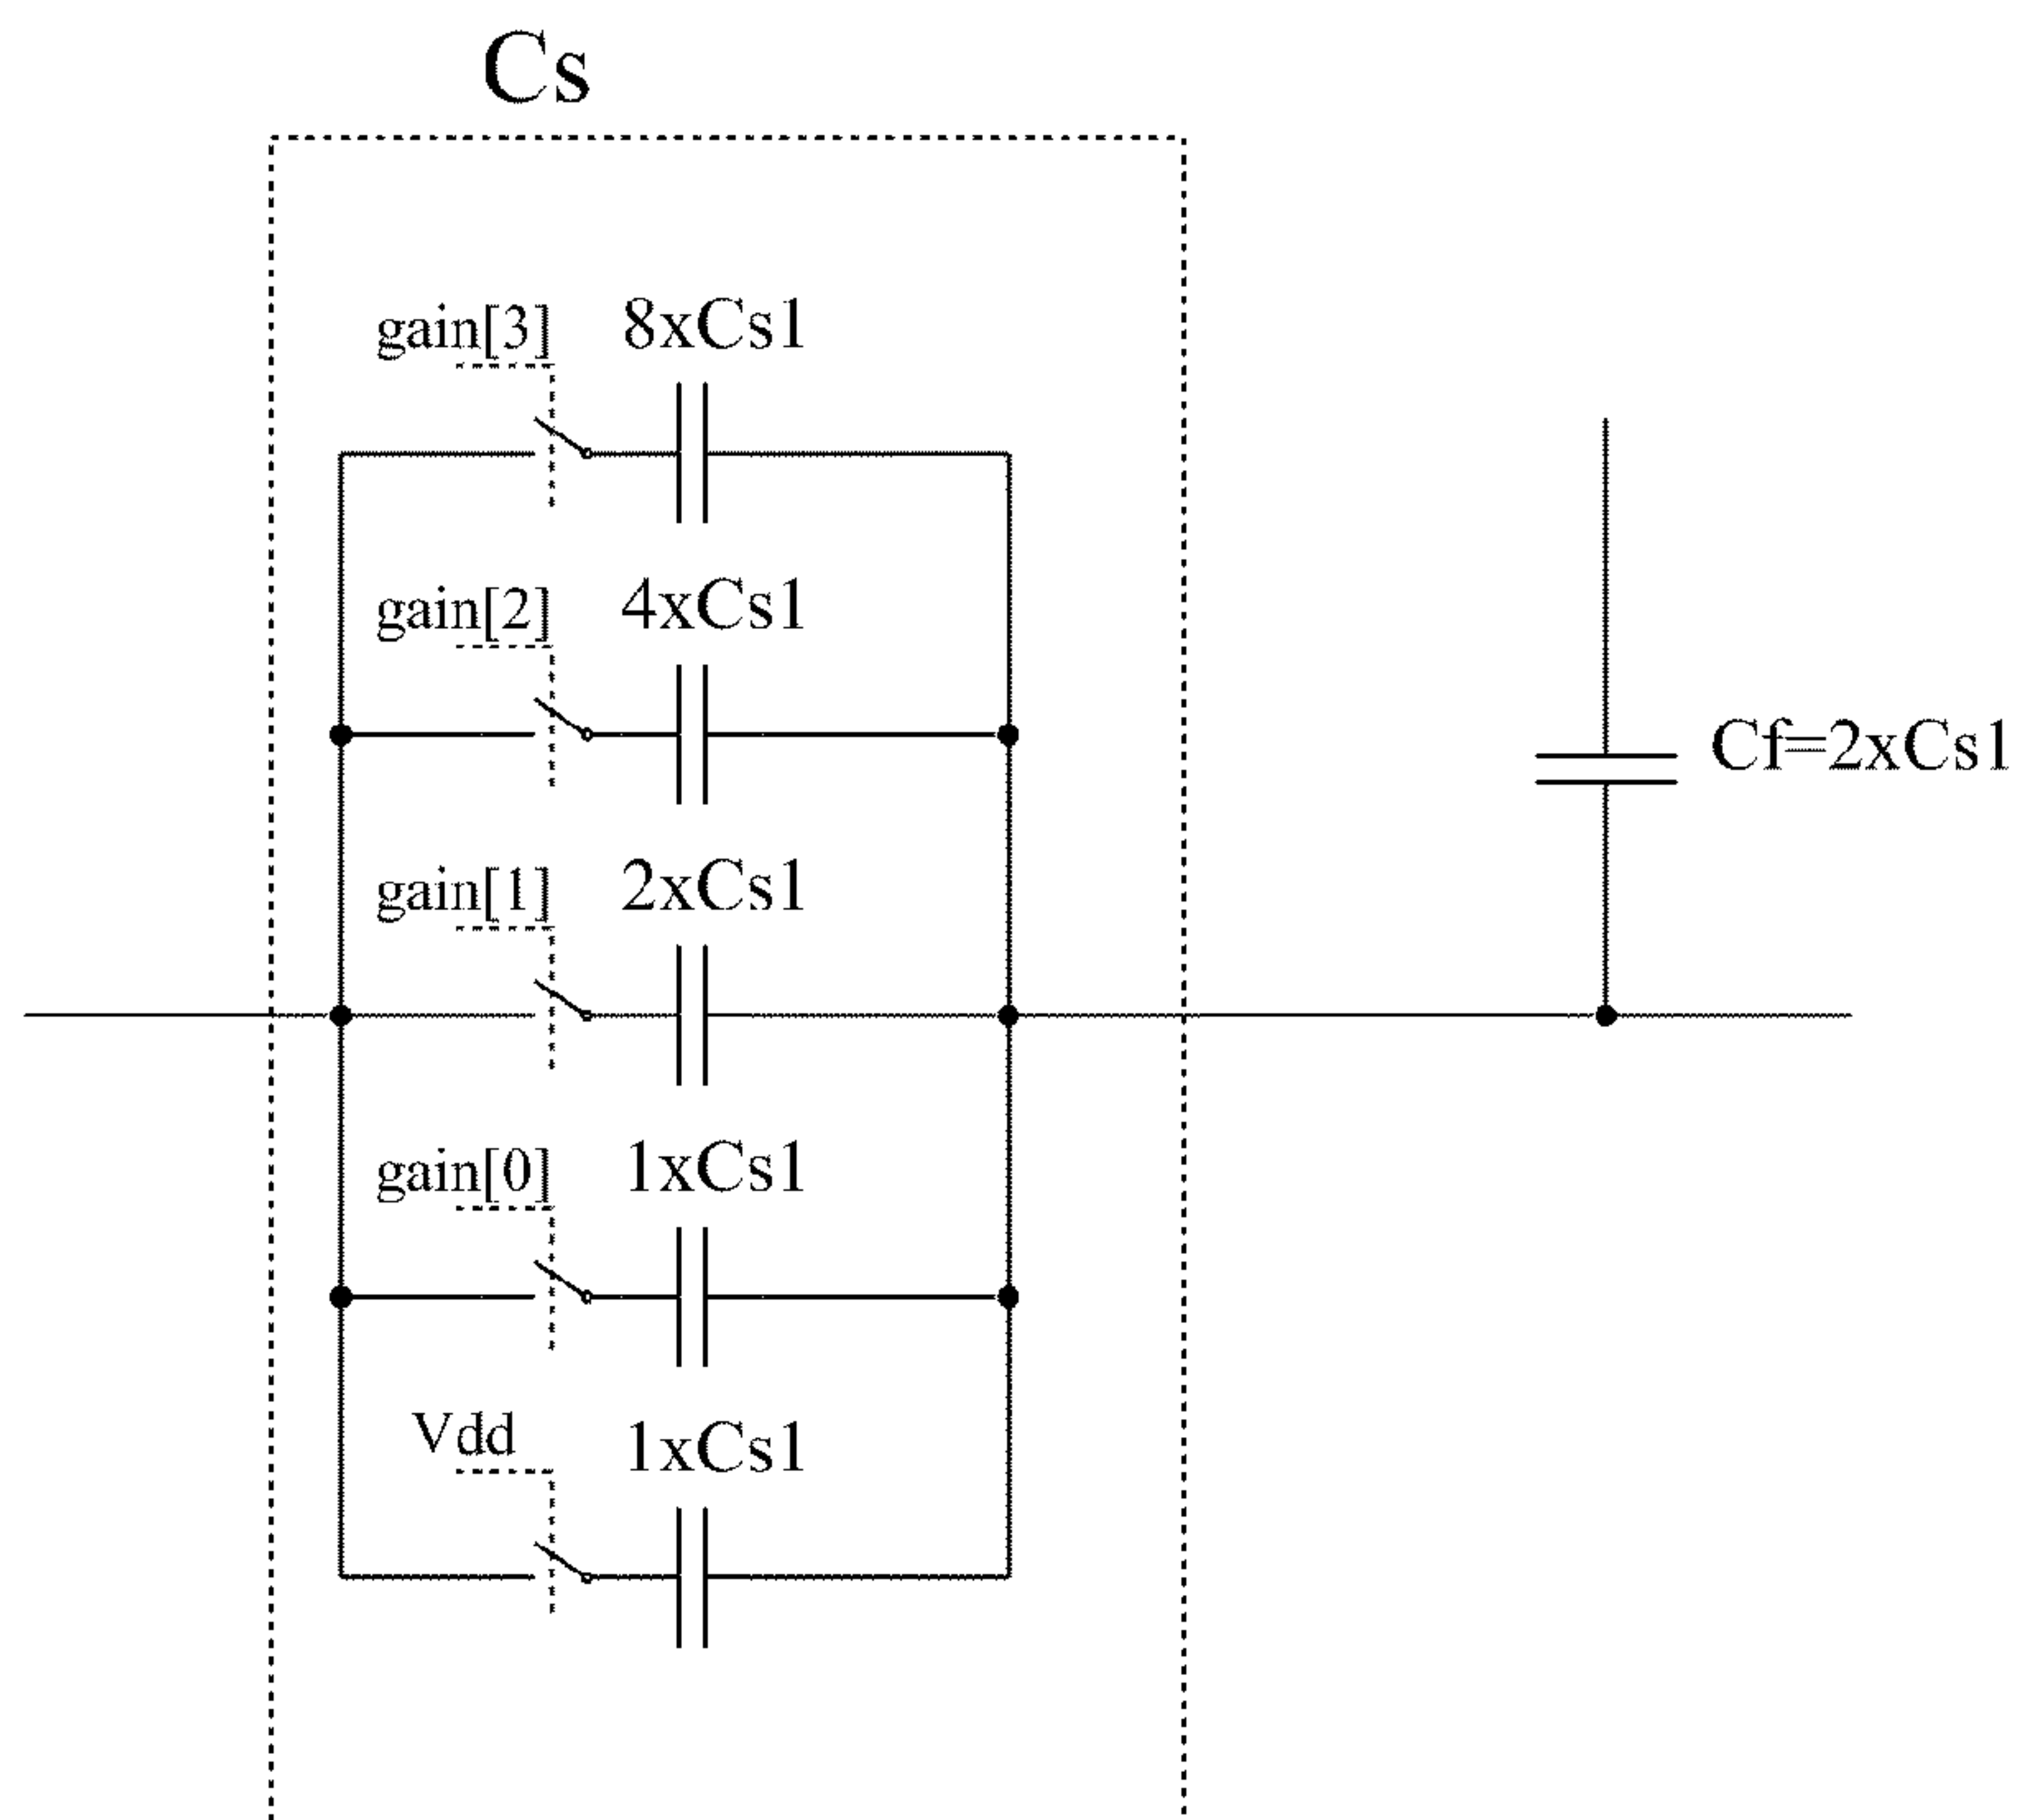 Cs
gain[3] 8xCs1
gain[2] 4xCs1
Cf=2xCs1
gain[1] 2xCs1
gain[0] 1xCs1
Vdd 1xCs1